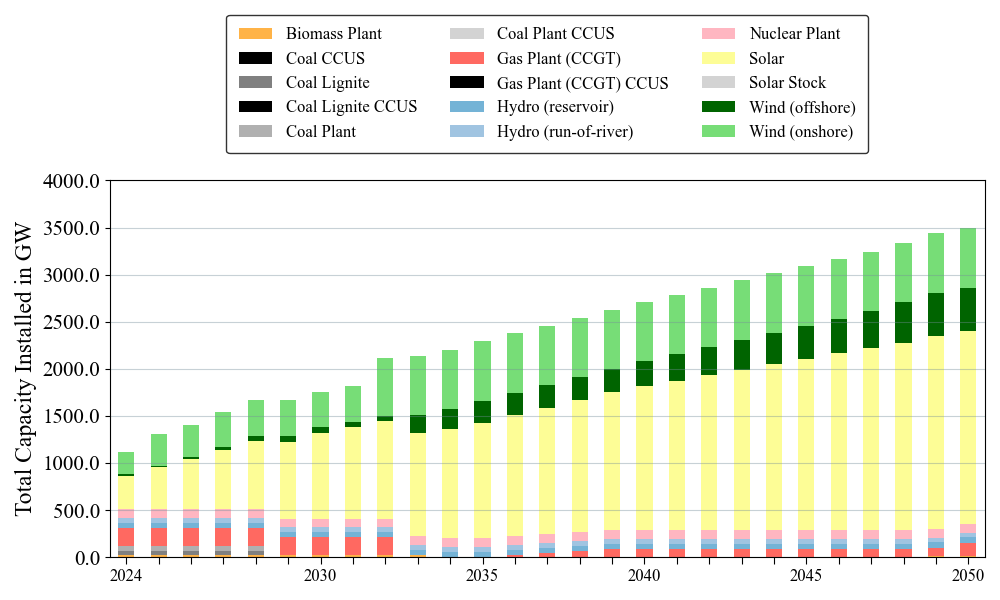 Biomass Plant
Coal CCUS
Coal Lignite
Coal Lignite CCUS
Coal Plant
Coal Plant CCUS
Gas Plant (CCGT)
Gas Plant (CCGT) CCUS
Hydro (reservoir)
Hydro (run-of-river)
Nuclear Plant
Solar
Solar Stock
Wind (offshore)
Wind (onshore)
Total Capacity Installed in GW
4000.0
3500.0
3000.0
2500.0
2000.0
1500.0
1000.0
500.0
0.0
2024 2030 2035 2040 2045 2050